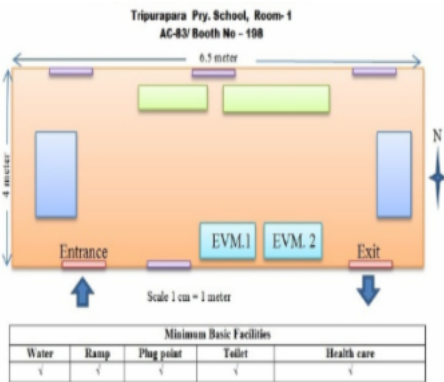 Tripurapara Pry. School, Room- 1
AC-83/ Booth No – 198
6.5 meter
4 meter
N
EVM.1 EVM. 2
Entrance Exit
Scale 1 cm = 1 meter
Minimum Basic Facilities
Water Ramp Plug point Toilet Health care
√ √ √ √ √